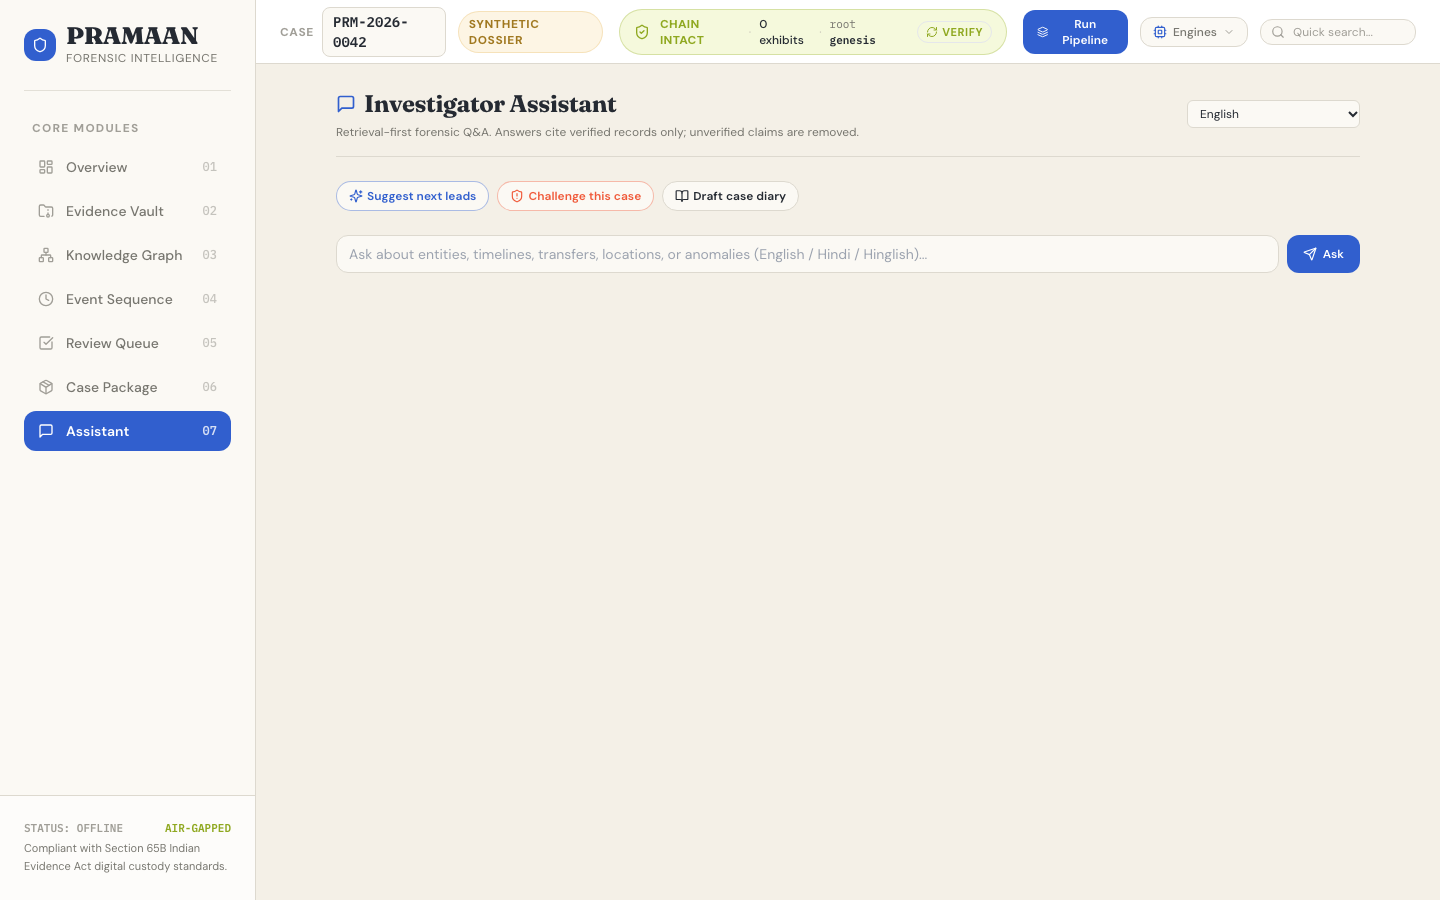 PRAMAAN
FORENSIC INTELLIGENCE
CORE MODULES
Overview 01
Evidence Vault 02
Knowledge Graph 03
Event Sequence 04
Review Queue 05
Case Package 06
Assistant 07
STATUS: OFFLINE AIR-GAPPED
Compliant with Section 65B Indian
Evidence Act digital custody standards.
CASE
PRM-2026-
0042
SYNTHETIC
DOSSIER
CHAIN
INTACT
·
0
exhibits
·
root
genesis
VERIFY
Run
Pipeline
Engines
Quick search...
Investigator Assistant
Retrieval-first forensic Q&A. Answers cite verified records only; unverified claims are removed.
English
Suggest next leads
Challenge this case
Draft case diary
Ask about entities, timelines, transfers, locations, or anomalies (English / Hindi / Hinglish)...
Ask